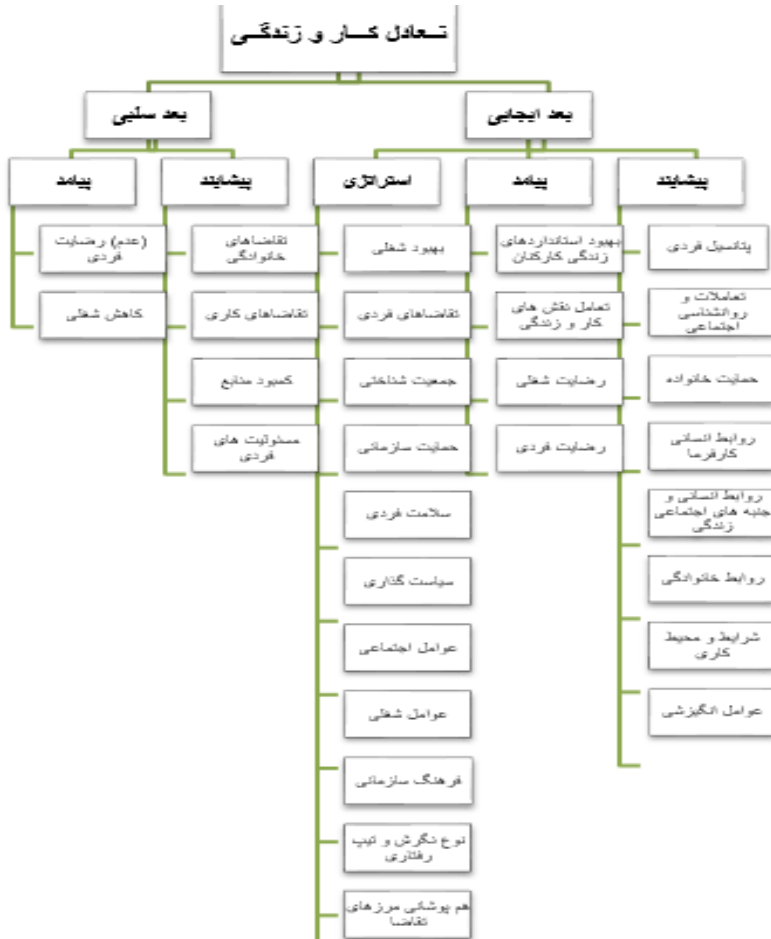 تعادل کار و زندگی
بعد ایجابی
بعد سلبی
پیشایند
پیامد
استراتژی
پیشایند
پیامد
پتانسیل فردی
تعاملات و
روانشناسی
اجتماعی
حمایت خانواده
روابط انسانی
کارفرما
روابط انسانی و
جنبه های اجتماعی
زندگی
روابط خانوادگی
شرایط و محیط
کاری
عوامل انگیزشی
بهبود استانداردهای
زندگی کارکنان
تعامل نقش های
کار و زندگی
رضایت شغلی
رضایت فردی
بهبود شغلی
تقاضاهای فردی
جمعیت شناختی
حمایت سازمانی
سلامت فردی
سیاست گذاری
عوامل اجتماعی
عوامل شغلی
فرهنگ سازمانی
نوع نگرش و تیپ
رفتاری
هم پوشانی مرزهای
تقاضا
تقاضاهای
خانوادگی
تقاضاهای کاری
کمبود منابع
مسئولیت های
فردی
(عدم) رضایت
فردی
کاهش شغلی